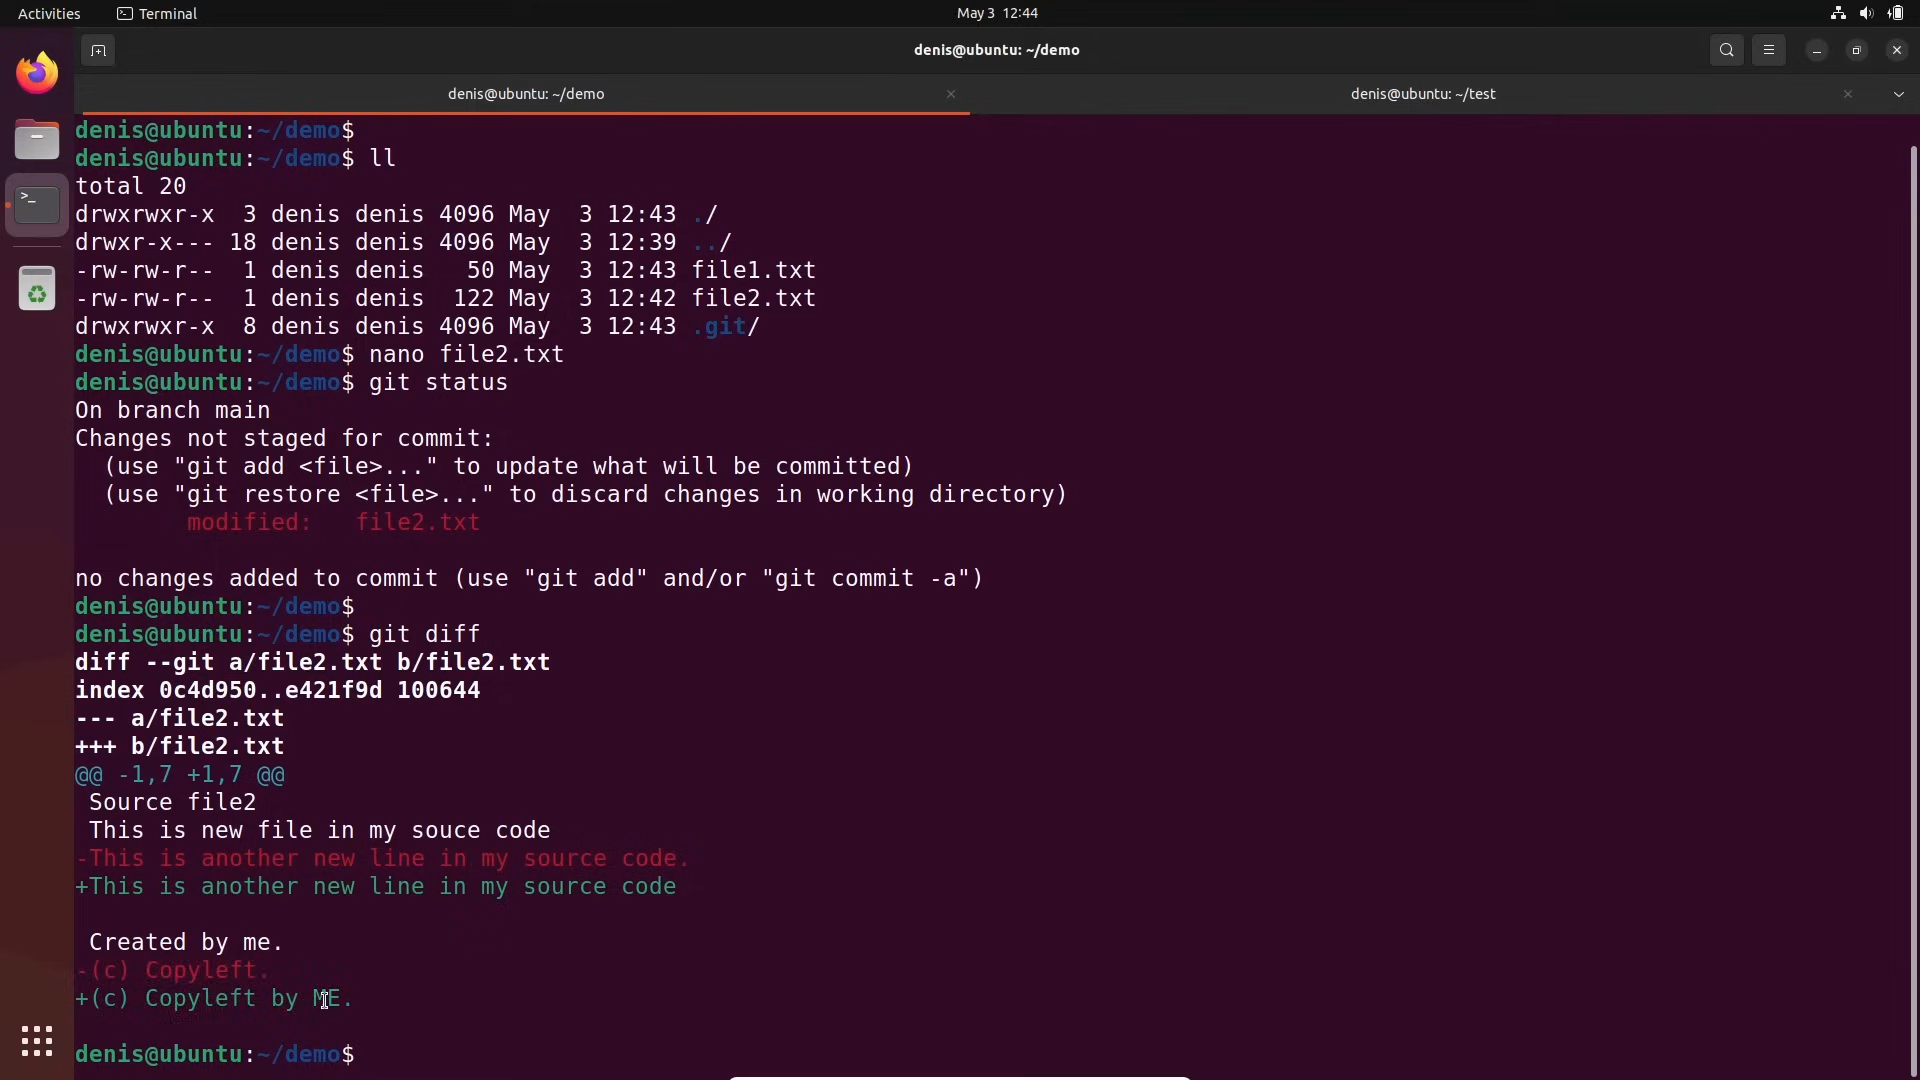 Activities Terminal May 3 12:44
denis@ubuntu: ~/demo
denis@ubuntu: ~/demo denis@ubuntu: ~/test
denis@ubuntu:~/demo$
denis@ubuntu:~/demo$ ll
total 20
drwxrwxr-x  3 denis denis 4096 May  3 12:43 ./
drwxr-x--- 18 denis denis 4096 May  3 12:39 ../
-rw-rw-r--  1 denis denis   50 May  3 12:43 file1.txt
-rw-rw-r--  1 denis denis  122 May  3 12:42 file2.txt
drwxrwxr-x  8 denis denis 4096 May  3 12:43 .git/
denis@ubuntu:~/demo$ nano file2.txt
denis@ubuntu:~/demo$ git status
On branch main
Changes not staged for commit:
  (use "git add <file>..." to update what will be committed)
  (use "git restore <file>..." to discard changes in working directory)
        modified:   file2.txt
no changes added to commit (use "git add" and/or "git commit -a")
denis@ubuntu:~/demo$
denis@ubuntu:~/demo$ git diff
diff --git a/file2.txt b/file2.txt
index 0c4d950..e421f9d 100644
--- a/file2.txt
+++ b/file2.txt
@@ -1,7 +1,7 @@
 Source file2
 This is new file in my souce code
-This is another new line in my source code.
+This is another new line in my source code
 Created by me.
-(c) Copyleft.
+(c) Copyleft by ME.
denis@ubuntu:~/demo$